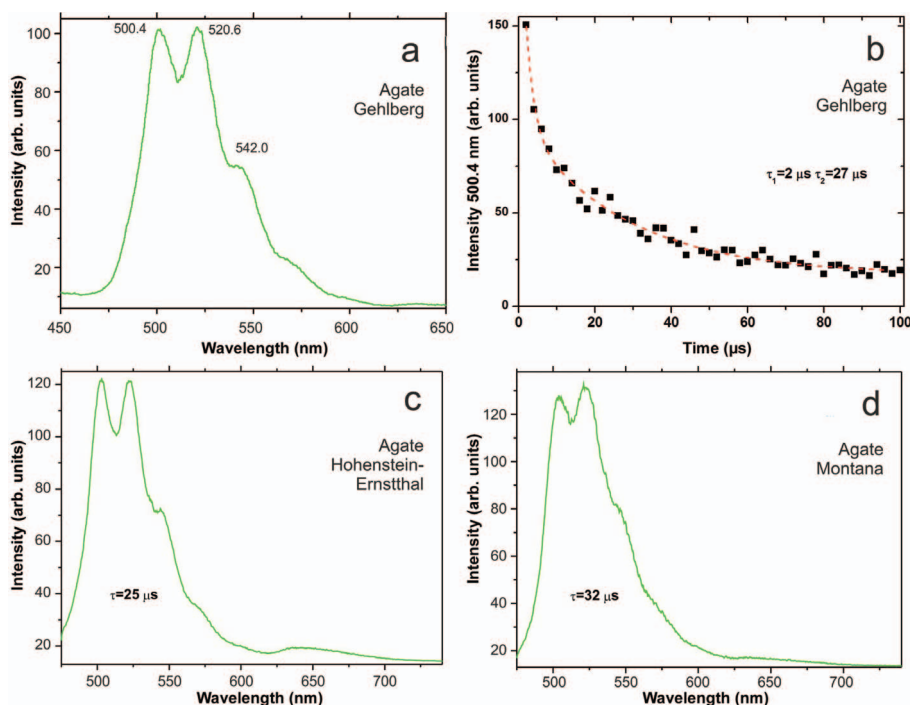 500.4
520.6
542.0
a
Agate
Gehlberg
100
80
60
40
20
450
500
550
600
650
Intensity (arb. units)
Wavelength (nm)
b
Agate
Gehlberg
τ1=2 μs τ2=27 μs
150
100
50
0
0
20
40
60
80
100
Intensity 500.4 nm (arb. units)
Time (μs)
c
Agate
Hohenstein-
Ernstthal
τ=25 μs
120
100
80
60
40
20
500
550
600
650
700
Intensity (arb. units)
Wavelength (nm)
d
Agate
Montana
τ=32 μs
120
100
80
60
40
20
500
550
600
650
700
Intensity (arb. units)
Wavelength (nm)